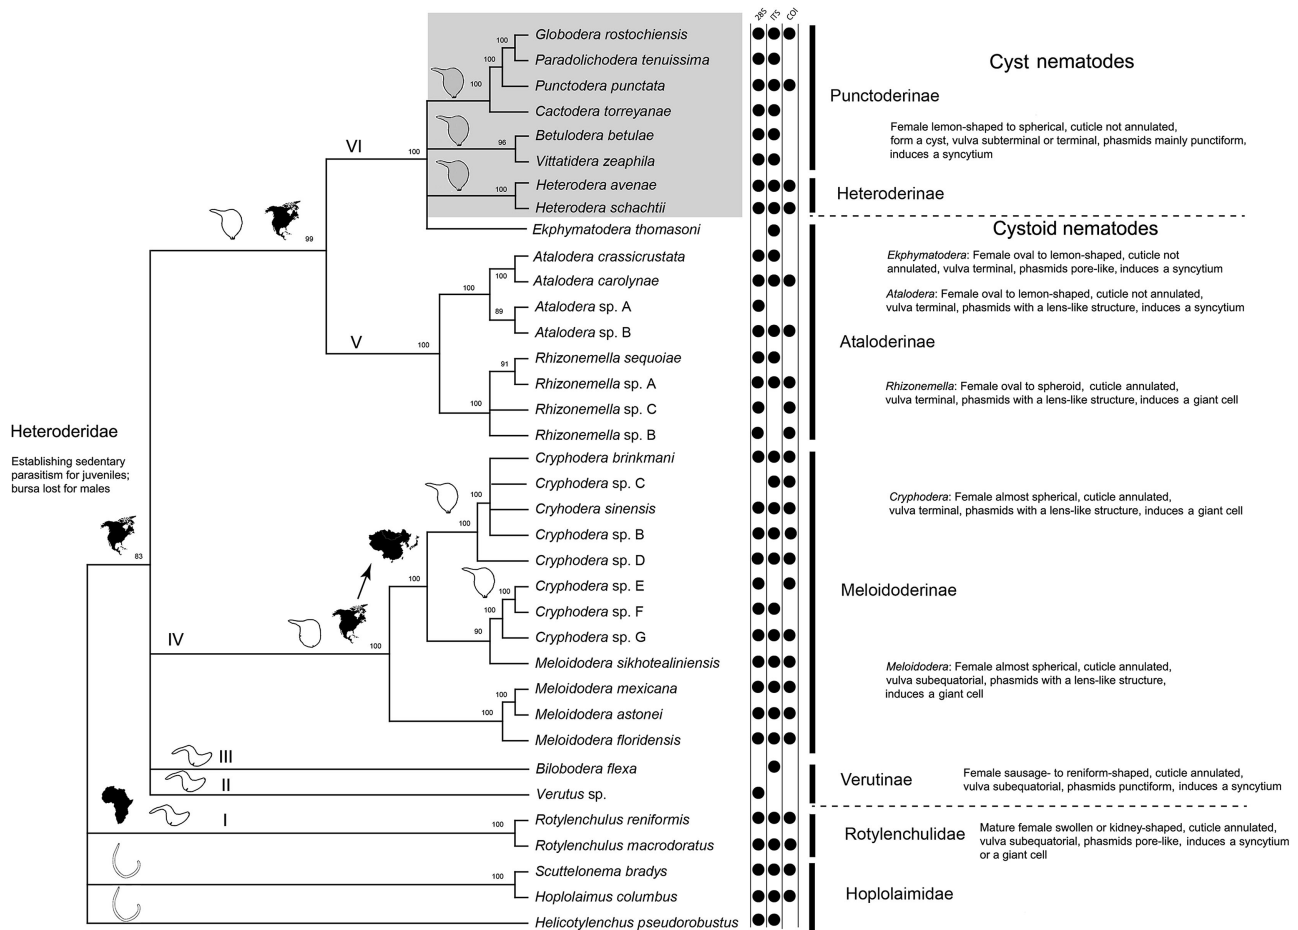 28S
ITS
COI
Globodera rostochiensis
Paradolichodera tenuissima
Punctodera punctata
Cactodera torreyanae
Betulodera betulae
Vittatidera zeaphila
Heterodera avenae
Heterodera schachtii
Ekphymatodera thomasoni
Atalodera crassicrustata
Atalodera carolynae
Atalodera sp. A
Atalodera sp. B
Rhizonemella sequoiae
Rhizonemella sp. A
Rhizonemella sp. C
Rhizonemella sp. B
Cryphodera brinkmani
Cryphodera sp. C
Cryhodera sinensis
Cryphodera sp. B
Cryphodera sp. D
Cryphodera sp. E
Cryphodera sp. F
Cryphodera sp. G
Meloidodera sikhotealiniensis
Meloidodera mexicana
Meloidodera astonei
Meloidodera floridensis
Bilobodera flexa
Verutus sp.
Rotylenchulus reniformis
Rotylenchulus macrodoratus
Scuttelonema bradys
Hoplolaimus columbus
Helicotylenchus pseudorobustus
100
100
100
96
100
100
VI
99
100
100
89
V
100
91
100
Heteroderidae
Establishing sedentary
parasitism for juveniles;
bursa lost for males
83
100
100
100
100
100
90
IV
100
100
100
III
II
I
100
100
Cyst nematodes
Punctoderinae
Female lemon-shaped to spherical, cuticle not annulated,
form a cyst, vulva subterminal or terminal, phasmids mainly punctiform,
induces a syncytium
Heteroderinae
Cystoid nematodes
Ekphymatodera: Female oval to lemon-shaped, cuticle not
annulated, vulva terminal, phasmids pore-like, induces a syncytium
Atalodera: Female oval to lemon-shaped, cuticle not annulated,
vulva terminal, phasmids with a lens-like structure, induces a syncytium
Ataloderinae
Rhizonemella: Female oval to spheroid, cuticle annulated,
vulva terminal, phasmids with a lens-like structure, induces a giant cell
Cryphodera: Female almost spherical, cuticle annulated,
vulva terminal, phasmids with a lens-like structure, induces a giant cell
Meloidoderinae
Meloidodera: Female almost spherical, cuticle annulated,
vulva subequatorial, phasmids with a lens-like structure,
induces a giant cell
Verutinae
Female sausage- to reniform-shaped, cuticle annulated,
vulva subequatorial, phasmids punctiform, induces a syncytium
Rotylenchulidae
Mature female swollen or kidney-shaped, cuticle annulated,
vulva subequatorial, phasmids pore-like, induces a syncytium
or a giant cell
Hoplolaimidae